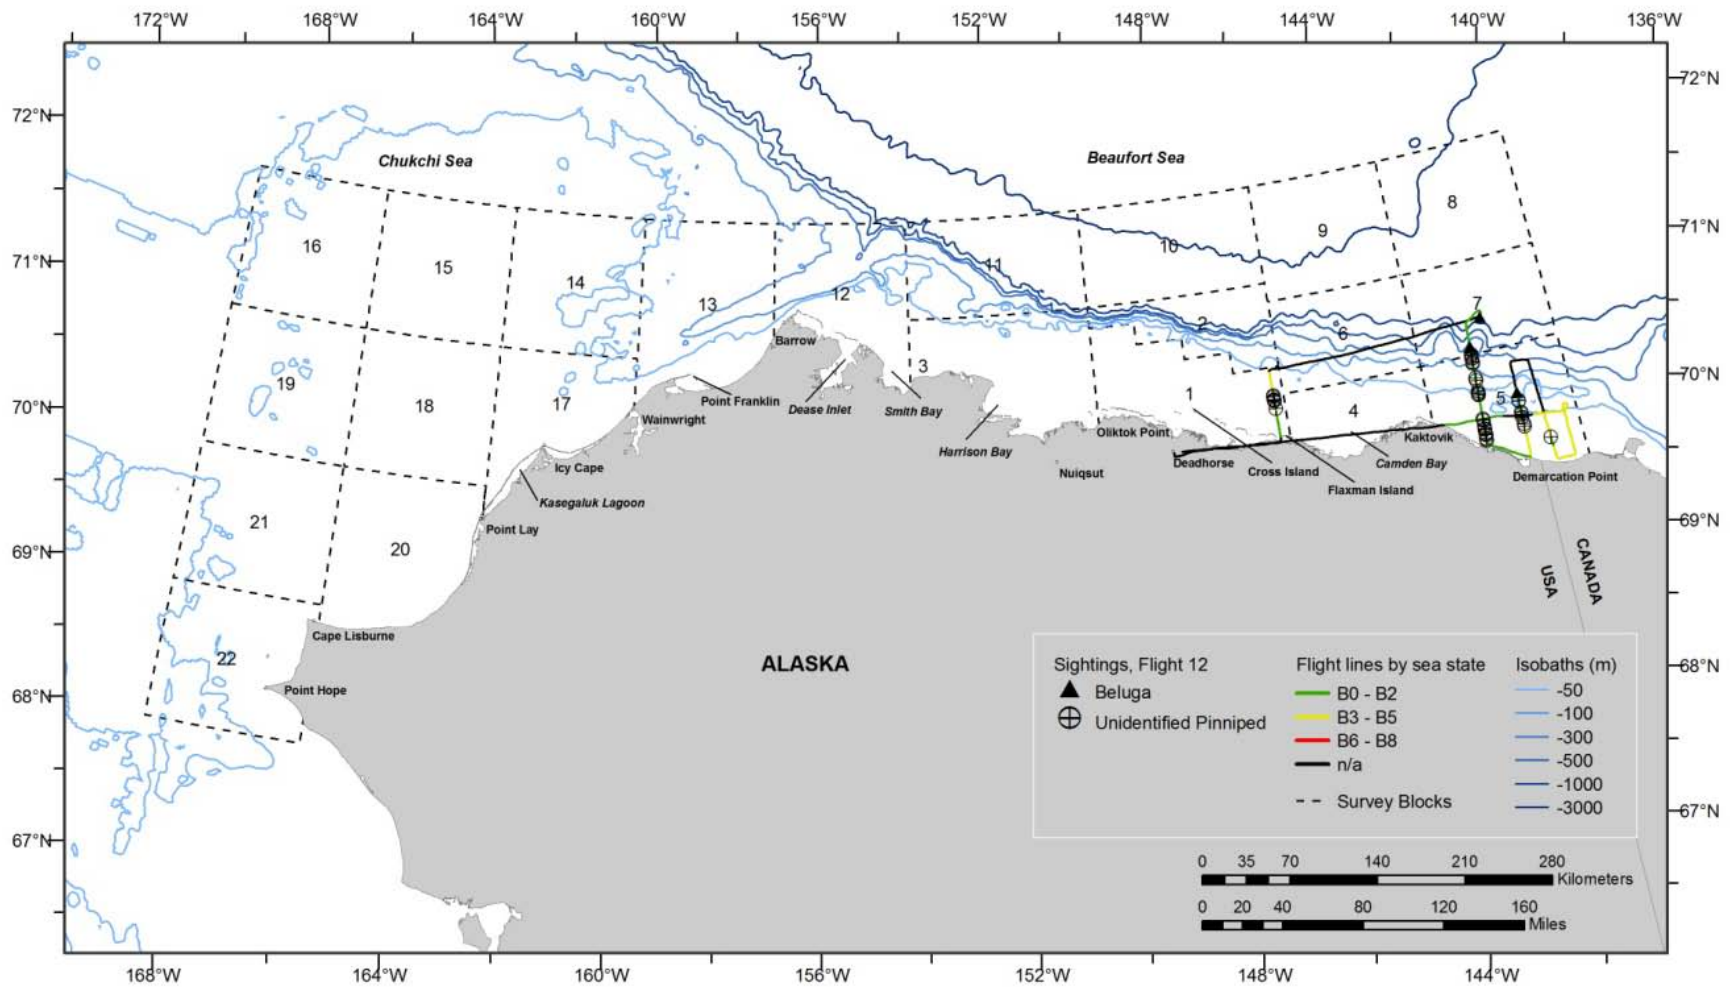 172°W 168°W 164°W 160°W 156°W 152°W 148°W 144°W 140°W 136°W
72°N 72°N
Chukchi Sea Beaufort Sea
8
9
71°N 16 15 14 13 12 11 10 71°N
7
2 6
Barrow
70°N 19 18 17 3 1 4 5 70°N
Point Franklin Dease Inlet Smith Bay
Wainwright
Oliktok Point Kaktovik
Harrison Bay
Icy Cape Nuiqsut Deadhorse Cross Island Camden Bay
Flaxman Island Demarcation Point
Kasegaluk Lagoon
21 Point Lay
69°N 20 69°N
CANADA
USA
Cape Lisburne
22 ALASKA
68°N Point Hope 68°N
Sightings, Flight 12 Flight lines by sea state Isobaths (m)
Beluga B0 - B2 -50
Unidentified Pinniped B3 - B5 -100
B6 - B8 -300
n/a -500
-1000
Survey Blocks -3000
67°N 67°N
0 35 70 140 210 280
Kilometers
0 20 40 80 120 160
Miles
168°W 164°W 160°W 156°W 152°W 148°W 144°W